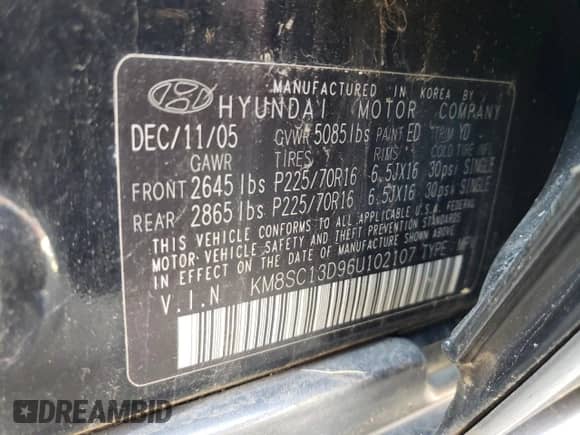 MANUFACTURED IN KOREA BY
HYUNDAI MOTOR COMPANY
DEC/11/05 GVWR 5085lbs PAINT ED TRIM YD
GAWR TIRES RIMS COLD TIRE
FRONT 2645lbs P225/70R16 6.5JX16 30psi SINGLE
REAR 2865lbs P225/70R16 6.5JX16 30psi SINGLE
THIS VEHICLE CONFORMS TO ALL APPLICABLE U.S.A. FEDERAL
MOTOR VEHICLE SAFETY AND THEFT PREVENTION STANDARDS
IN EFFECT ON THE DATE OF MANUFACTURE SHOWN ABOVE
V.I.N KM8SC13D96U102107 TYPE MPV
DREAMBID